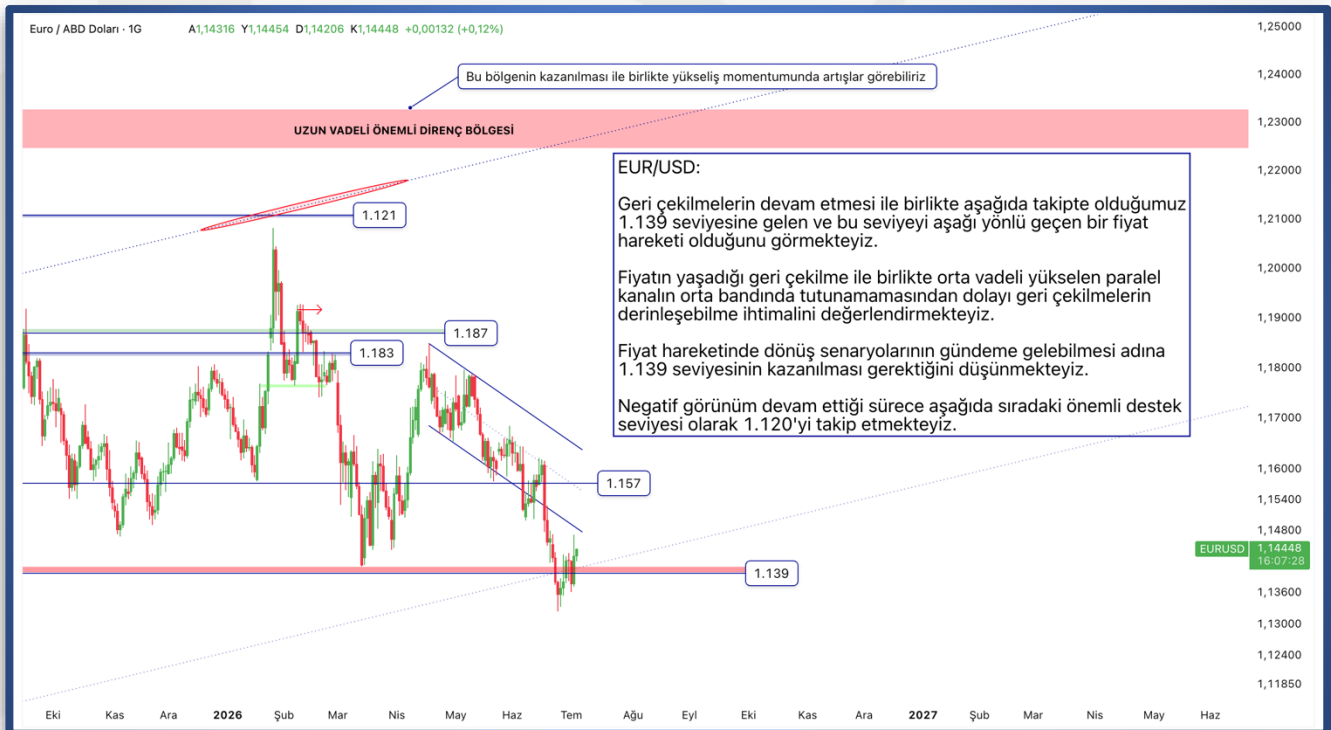 Euro / ABD Doları · 1G A1,14316 Y1,14454 D1,14206 K1,14448 +0,00132 (+0,12%)
1,25000
Bu bölgenin kazanılması ile birlikte yükseliş momentumunda artışlar görebiliriz
1,24000
UZUN VADELİ ÖNEMLİ DİRENÇ BÖLGESİ
1,23000
1,22000
EUR/USD:
Geri çekilmelerin devam etmesi ile birlikte aşağıda takipte olduğumuz
1.139 seviyesine gelen ve bu seviyeyi aşağı yönlü geçen bir fiyat
hareketi olduğunu görmekteyiz.
Fiyatın yaşadığı geri çekilme ile birlikte orta vadeli yükselen paralel
kanalın orta bandında tutunamamasından dolayı geri çekilmelerin
derinleşebilme ihtimalini değerlendirmekteyiz.
Fiyat hareketinde dönüş senaryolarının gündeme gelebilmesi adına
1.139 seviyesinin kazanılması gerektiğini düşünmekteyiz.
Negatif görünüm devam ettiği sürece aşağıda sıradaki önemli destek
seviyesi olarak 1.120'yi takip etmekteyiz.
1.121
1,21000
1,20000
1,19000
1.187
1.183
1,18000
1,17000
1,16000
1.157
1,15400
1,14800
EURUSD 1,14448
16:07:28
1.139
1,13600
1,13000
1,12400
1,11850
Eki Kas Ara 2026 Şub Mar Nis May Haz Tem Ağu Eyl Eki Kas Ara 2027 Şub Mar Nis May Haz